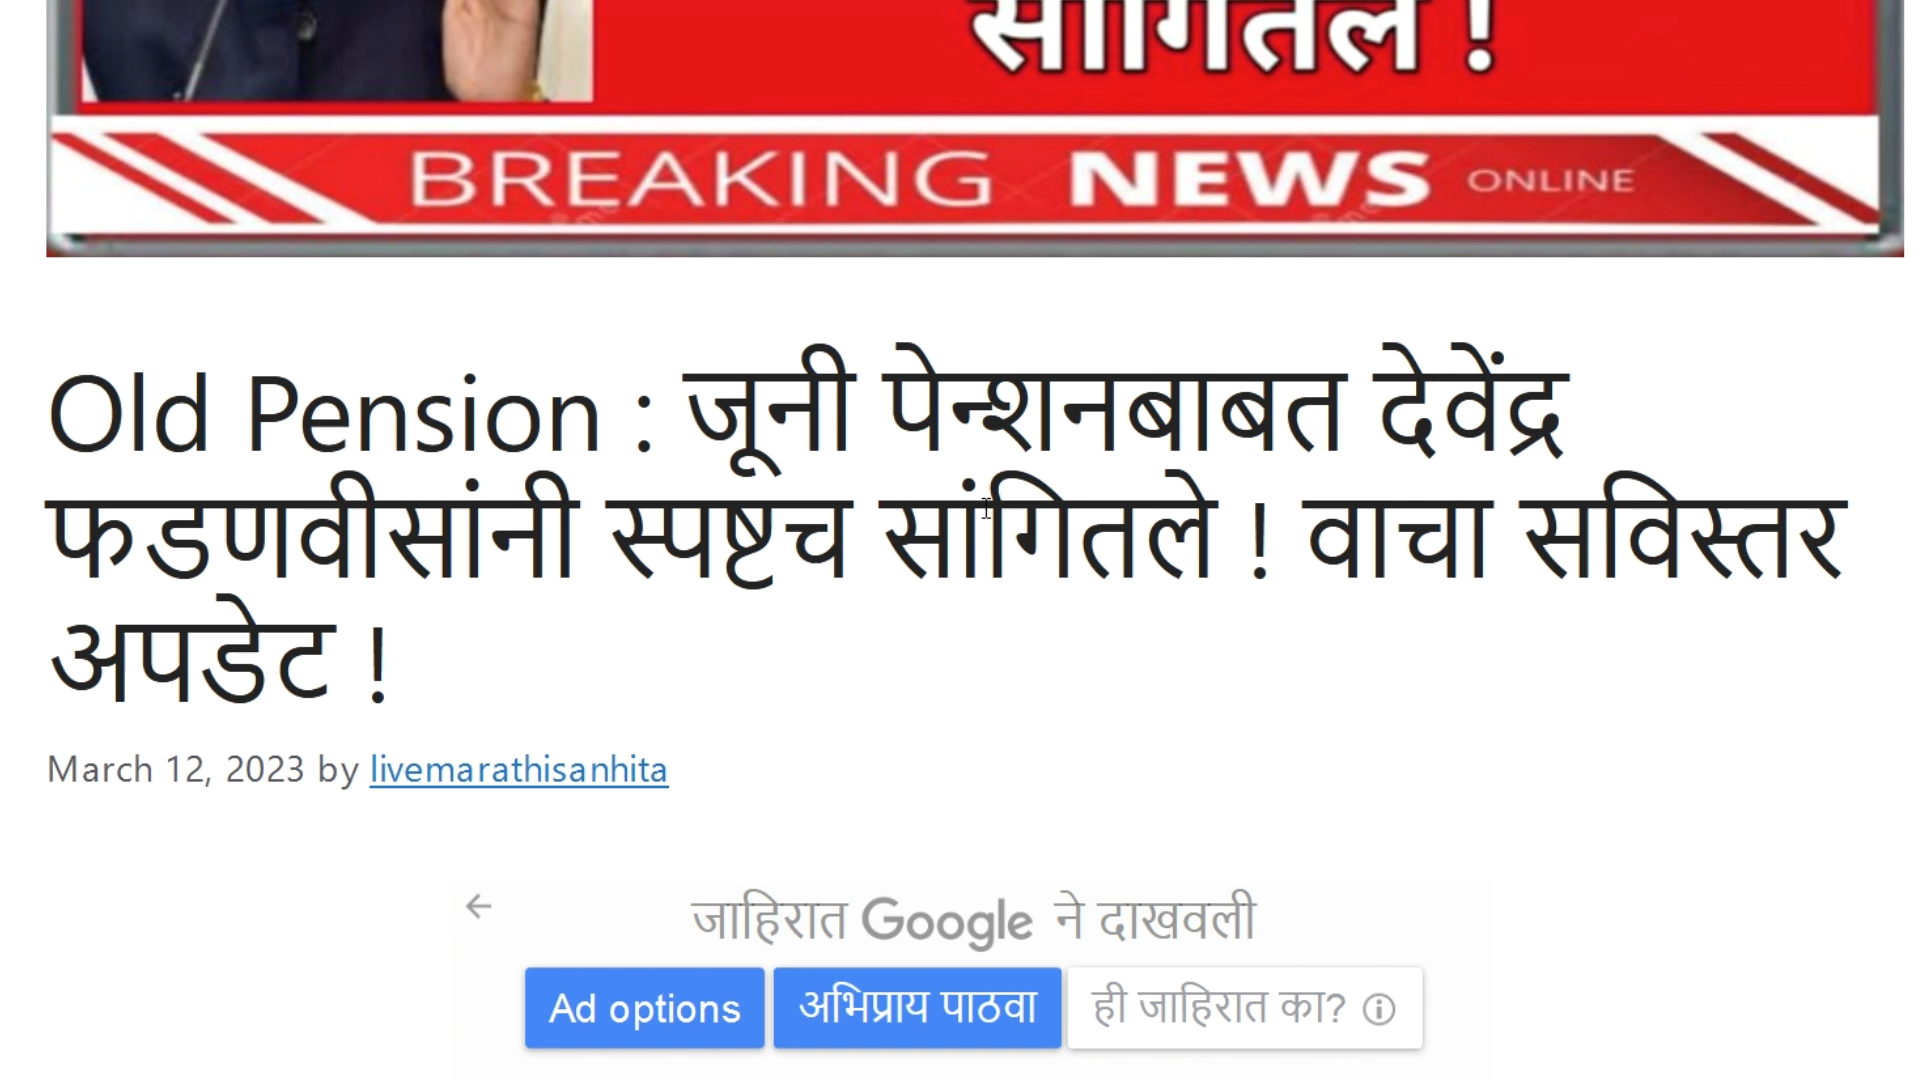 सांगितले !
BREAKING NEWS ONLINE
Old Pension : जूनी पेन्शनबाबत देवेंद्र
फडणवीसांनी स्पष्टच सांगितले ! वाचा सविस्तर
अपडेट !
March 12, 2023 by livemarathisanhita
जाहिरात Google ने दाखवली
Ad options अभिप्राय पाठवा ही जाहिरात का?